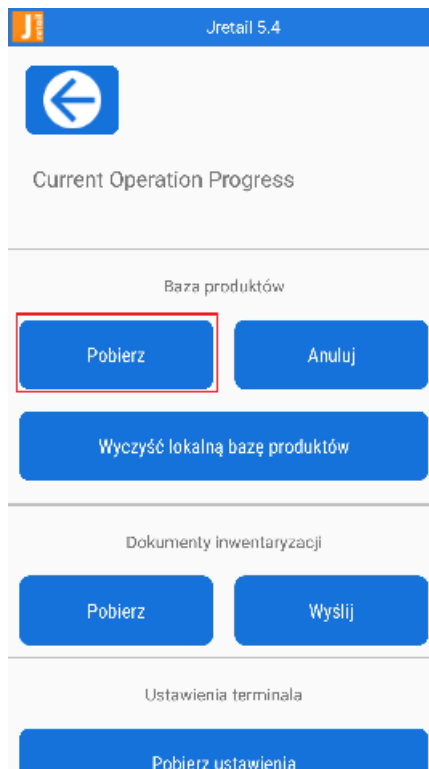 J retail
Jretail 5.4
Current Operation Progress
Baza produktów
Pobierz Anuluj
Wyczyść lokalną bazę produktów
Dokumenty inwentaryzacji
Pobierz Wyślij
Ustawienia terminala
Pobierz ustawienia